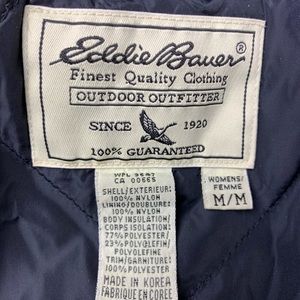 Eddie Bauer®
Finest Quality Clothing
OUTDOOR OUTFITTER
SINCE 1920
100% GUARANTEED
WPL 5647
CA 00565
SHELL/EXTERIEUR:
100% NYLON
LINING/DOUBLURE:
100% NYLON
BODY INSULATION/
CORPS ISOLATION:
77% POLYESTER/
23% POLYOLEFIN/
POLYOLEFINE
TRIM/GARNITURE:
100% POLYESTER
MADE IN KOREA
FABRIQUE EN COREE
WOMENS/
FEMME
M/M